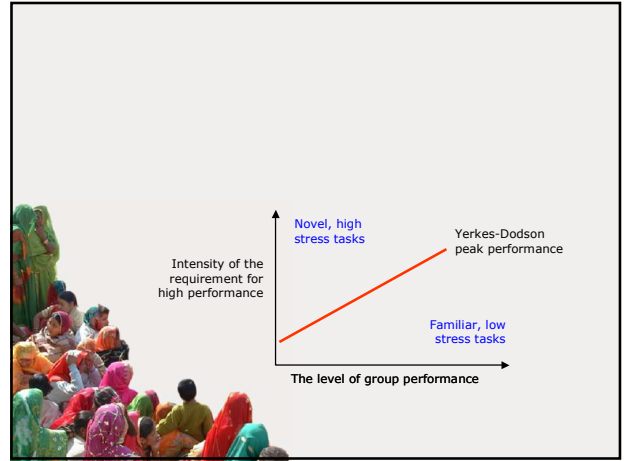 Novel, high
stress tasks
Yerkes-Dodson
peak performance
Intensity of the
requirement for
high performance
Familiar, low
stress tasks
The level of group performance